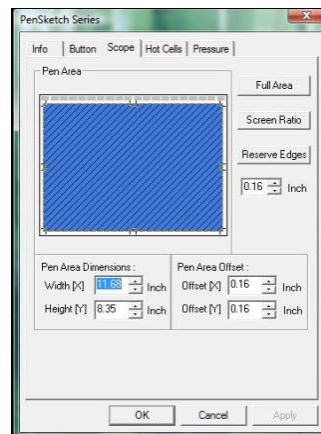 PenSketch Series
Info Button Scope Hot Cells Pressure
Pen Area
Full Area
Screen Ratio
Reserve Edges
0.16 Inch
Pen Area Dimensions :
Width [X] 11.68 Inch
Height [Y] 8.35 Inch
Pen Area Offset :
Offset [X] 0.16 Inch
Offset [Y] 0.16 Inch
OK Cancel Apply